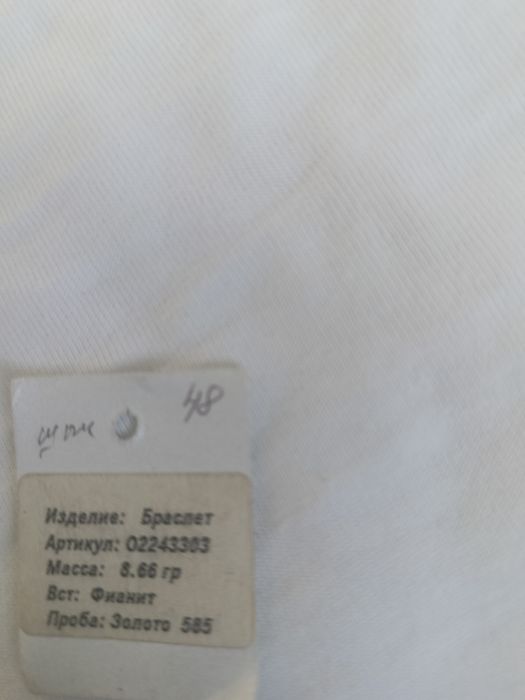 48
Изделие: Браслет
Артикул: 02243303
Масса: 8.66 гр
Вст: Фианит
Проба: Золото 585